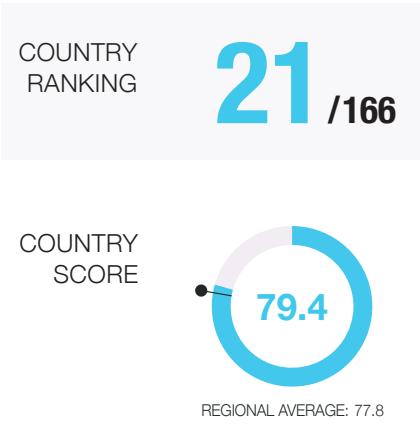 COUNTRY
RANKING
21 /166
COUNTRY
SCORE
79.4
REGIONAL AVERAGE: 77.8